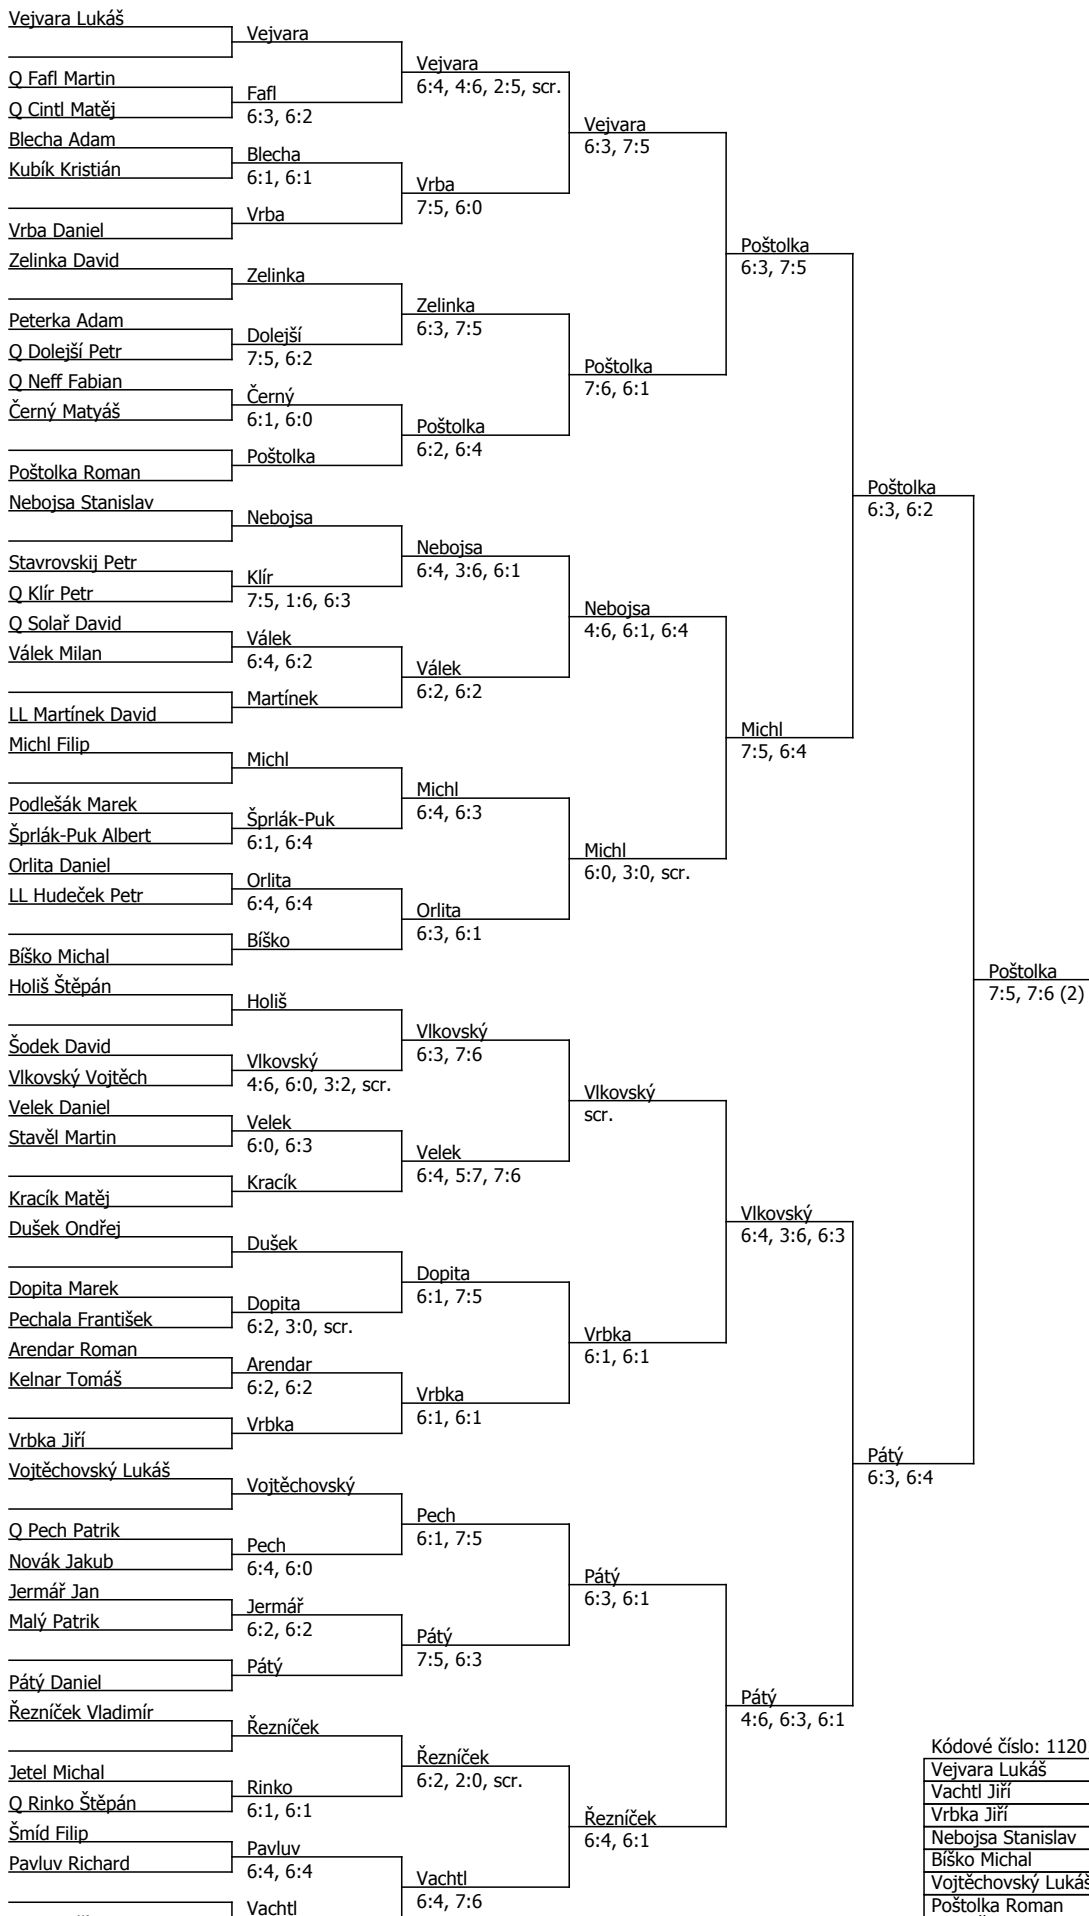 Vejvara Lukáš
Q Fafl Martin
Q Cintl Matěj
Blecha Adam
Kubík Kristián
Vrba Daniel
Zelinka David
Peterka Adam
Q Dolejší Petr
Q Neff Fabian
Černý Matyáš
Poštolka Roman
Nebojsa Stanislav
Stavrovskij Petr
Q Klír Petr
Q Solař David
Válek Milan
LL Martínek David
Michl Filip
Podlešák Marek
Šprlák-Puk Albert
Orlita Daniel
LL Hudeček Petr
Bíško Michal
Holiš Štěpán
Šodek David
Vlkovský Vojtěch
Velek Daniel
Stavěl Martin
Kracík Matěj
Dušek Ondřej
Dopita Marek
Pechala František
Arendar Roman
Kelnar Tomáš
Vrbka Jiří
Vojtěchovský Lukáš
Q Pech Patrik
Novák Jakub
Jermář Jan
Malý Patrik
Pátý Daniel
Řezníček Vladimír
Jetel Michal
Q Rinko Štěpán
Šmíd Filip
Pavluv Richard
Vejvara
Fafl
6:3, 6:2
Blecha
6:1, 6:1
Vrba
Zelinka
Dolejší
7:5, 6:2
Černý
6:1, 6:0
Poštolka
Nebojsa
Klír
7:5, 1:6, 6:3
Válek
6:4, 6:2
Martínek
Michl
Šprlák-Puk
6:1, 6:4
Orlita
6:4, 6:4
Bíško
Holiš
Vlkovský
4:6, 6:0, 3:2, scr.
Velek
6:0, 6:3
Kracík
Dušek
Dopita
6:2, 3:0, scr.
Arendar
6:2, 6:2
Vrbka
Vojtěchovský
Pech
6:4, 6:0
Jermář
6:2, 6:2
Pátý
Řezníček
Rinko
6:1, 6:1
Pavluv
6:4, 6:4
Vachtl
Vejvara
6:4, 4:6, 2:5, scr.
Vrba
7:5, 6:0
Zelinka
6:3, 7:5
Poštolka
6:2, 6:4
Nebojsa
6:4, 3:6, 6:1
Válek
6:2, 6:2
Michl
6:4, 6:3
Orlita
6:3, 6:1
Vlkovský
6:3, 7:6
Velek
6:4, 5:7, 7:6
Dopita
6:1, 7:5
Vrbka
6:1, 6:1
Pech
6:1, 7:5
Pátý
7:5, 6:3
Řezníček
6:2, 2:0, scr.
Vachtl
6:4, 7:6
Vejvara
6:3, 7:5
Poštolka
7:6, 6:1
Nebojsa
4:6, 6:1, 6:4
Michl
6:0, 3:0, scr.
Vlkovský
scr.
Vrbka
6:1, 6:1
Pátý
6:3, 6:1
Řezníček
6:4, 6:1
Poštolka
6:3, 7:5
Michl
7:5, 6:4
Vlkovský
6:4, 3:6, 6:3
Pátý
4:6, 6:3, 6:1
Poštolka
6:3, 6:2
Pátý
6:3, 6:4
Poštolka
7:5, 7:6 (2)
Kódové číslo: 1120
Vejvara Lukáš
Vachtl Jiří
Vrbka Jiří
Nebojsa Stanislav
Bíško Michal
Vojtěchovský Lukáš
Poštolka Roman